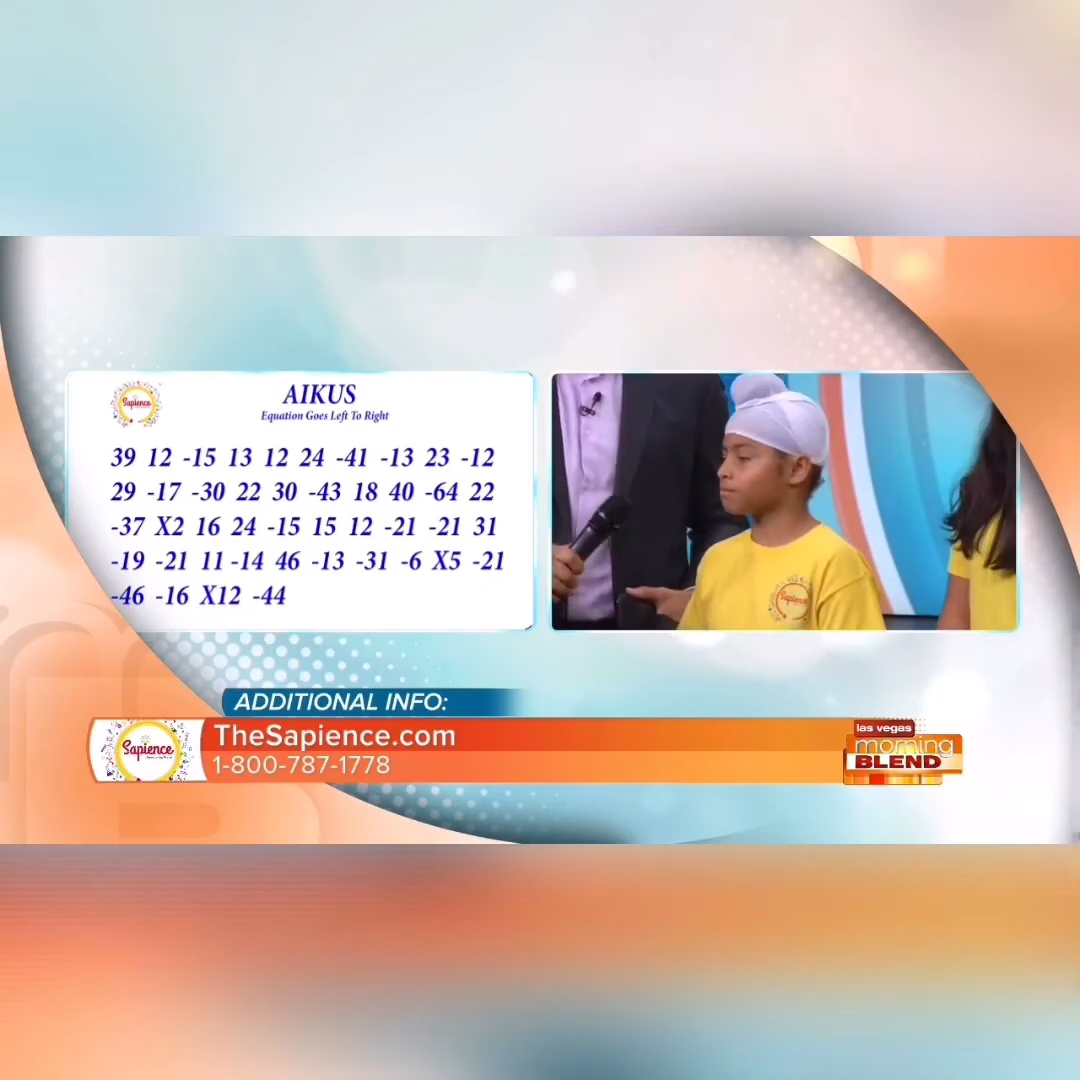 Sapience
AIKUS
Equation Goes Left To Right
39 12 -15 13 12 24 -41 -13 23 -12
29 -17 -30 22 30 -43 18 40 -64 22
-37 X2 16 24 -15 15 12 -21 -21 31
-19 -21 11 -14 46 -13 -31 -6 X5 -21
-46 -16 X12 -44
Sapience
ADDITIONAL INFO:
Sapience
TheSapience.com
1-800-787-1778
las vegas
morning
BLEND